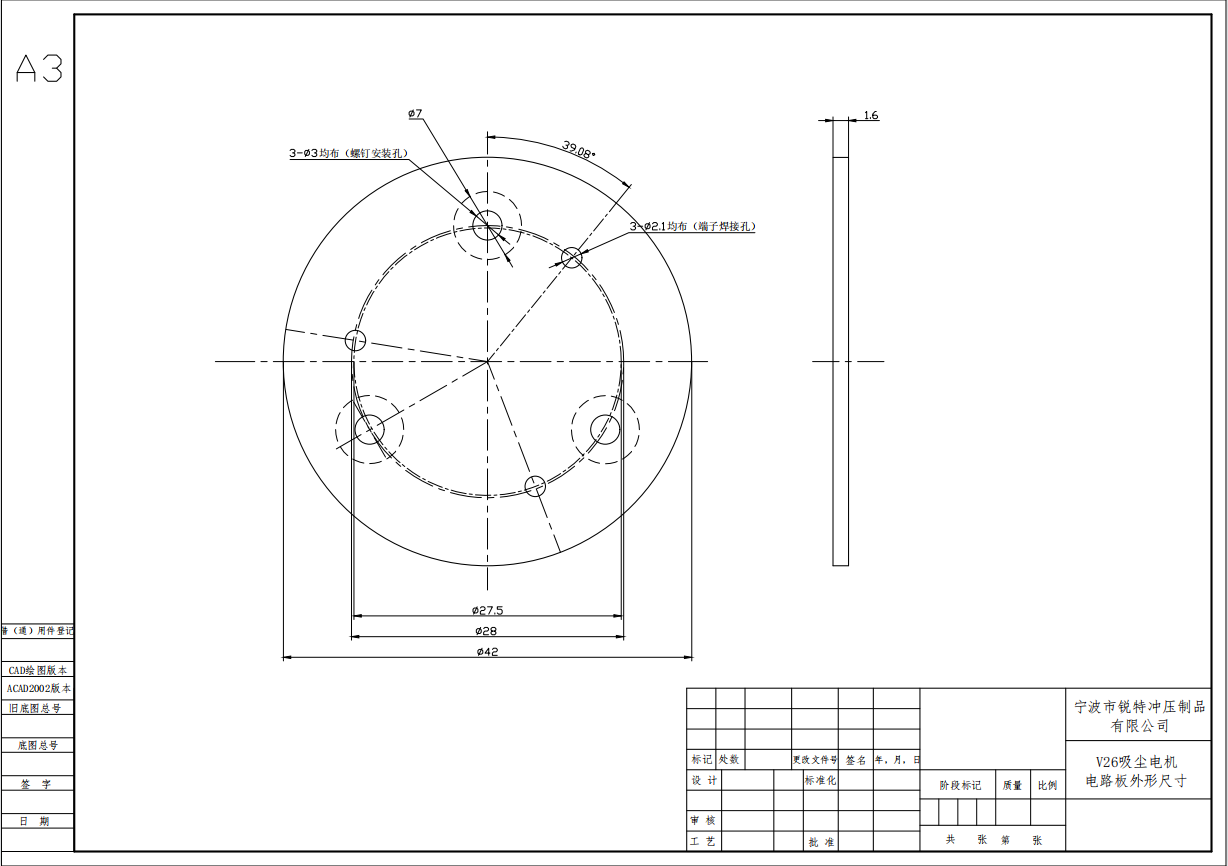 A3
ø7
3-ø3均布（螺钉安装孔）
39.08°
3-ø2.1均布（端子焊接孔）
1.6
ø27.5
ø28
ø42
借（通）用件登记
CAD绘图版本
ACAD2002版本
旧底图总号
底图总号
签 字
日 期
标记 处数 更改文件号 签名 年，月，日
设 计 标准化
审 核
工 艺 批 准
阶段标记 质量 比例
共 张 第 张
宁波市锐特冲压制品
有限公司
V26吸尘电机
电路板外形尺寸